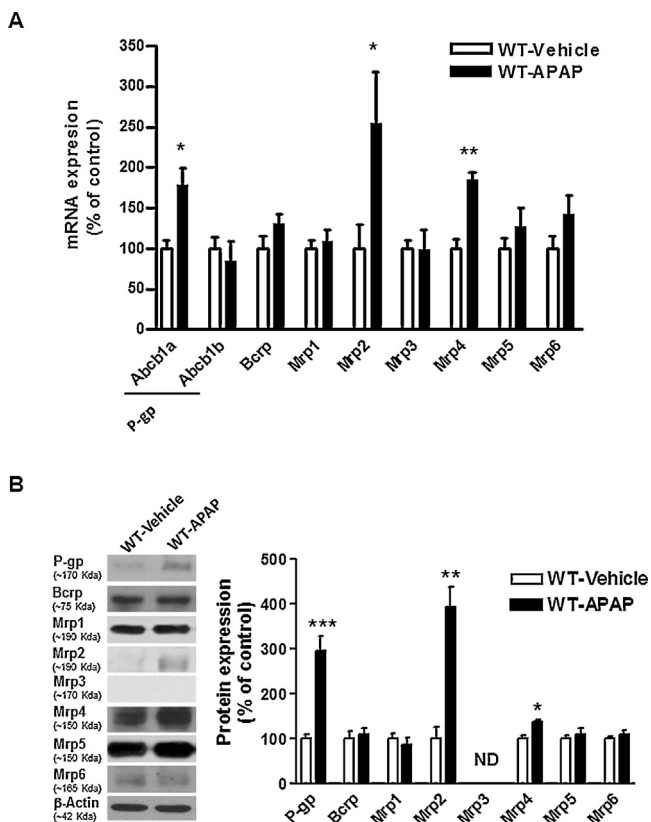 A
mRNA expression
(% of control)
350
300
250
200
150
100
50
0
WT-Vehicle
WT-APAP
*
*
**
Abcb1a
Abcb1b
Bcrp
Mrp1
Mrp2
Mrp3
Mrp4
Mrp5
Mrp6
P-gp
B
WT-Vehicle
WT-APAP
P-gp
(~170 Kda)
Bcrp
(~75 Kda)
Mrp1
(~190 Kda)
Mrp2
(~190 Kda)
Mrp3
(~170 Kda)
Mrp4
(~150 Kda)
Mrp5
(~150 Kda)
Mrp6
(~165 Kda)
β-Actin
(~42 Kda)
Protein expression
(% of control)
500
400
300
200
100
0
WT-Vehicle
WT-APAP
***
**
ND
*
P-gp
Bcrp
Mrp1
Mrp2
Mrp3
Mrp4
Mrp5
Mrp6